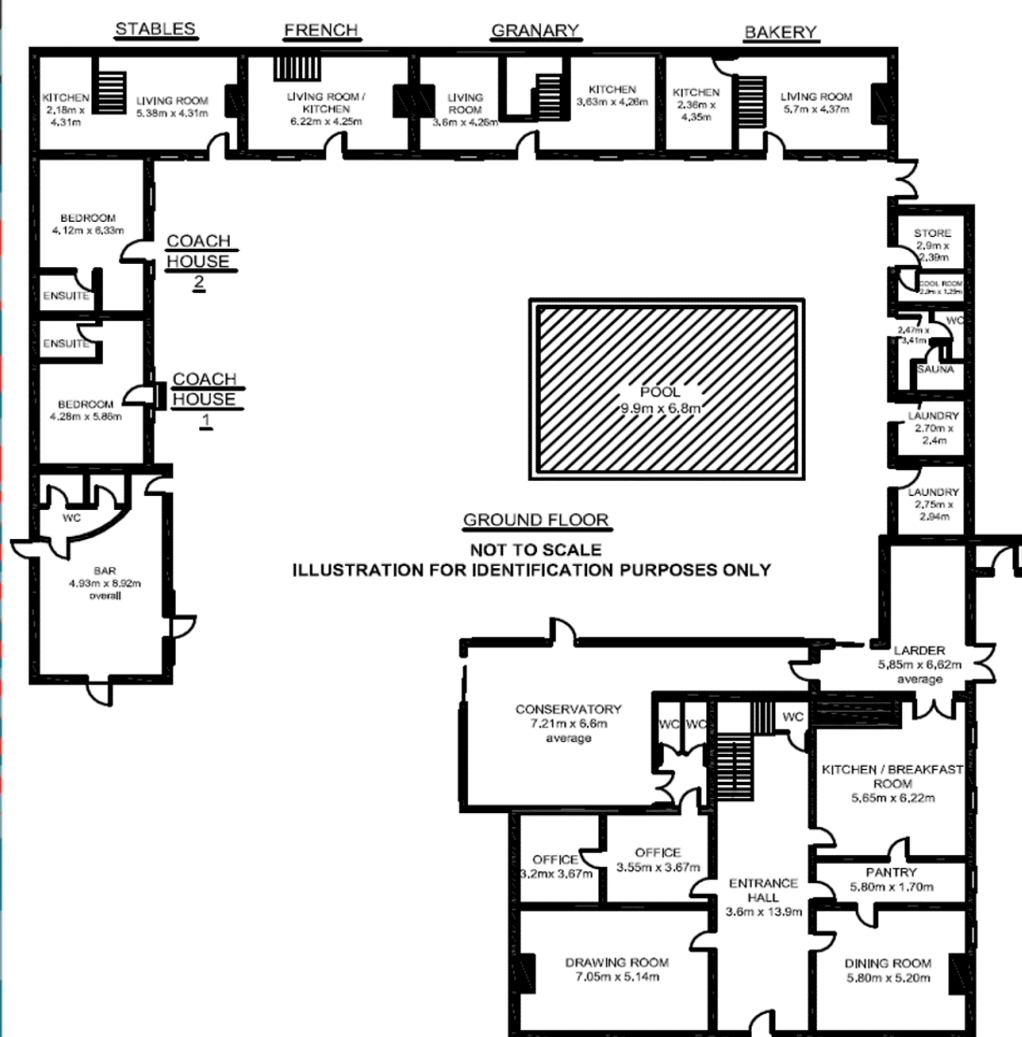 STABLES
FRENCH
GRANARY
BAKERY
KITCHEN
2.18m x
4.31m
LIVING ROOM
5.38m x 4.31m
LIVING ROOM /
KITCHEN
6.22m x 4.25m
LIVING
ROOM
3.6m x 4.26m
KITCHEN
3.63m x 4.26m
KITCHEN
2.36m x
4.35m
LIVING ROOM
5.7m x 4.37m
BEDROOM
4.12m x 6.33m
ENSUITE
COACH
HOUSE
2
STORE
2.9m x
2.39m
COOL ROOM
2.9m x 1.29m
WC
2.47m x
3.41m
SAUNA
ENSUITE
BEDROOM
4.28m x 5.86m
COACH
HOUSE
1
POOL
9.9m x 6.8m
LAUNDRY
2.70m x
2.4m
LAUNDRY
2.75m x
2.94m
WC
BAR
4.93m x 8.92m
overall
GROUND FLOOR
NOT TO SCALE
ILLUSTRATION FOR IDENTIFICATION PURPOSES ONLY
LARDER
5.85m x 6.62m
average
CONSERVATORY
7.21m x 6.6m
average
WC
WC
WC
KITCHEN / BREAKFAST
ROOM
5.65m x 6.22m
OFFICE
3.2mx 3.67m
OFFICE
3.55m x 3.67m
ENTRANCE
HALL
3.6m x 13.9m
PANTRY
5.80m x 1.70m
DRAWING ROOM
7.05m x 5.14m
DINING ROOM
5.80m x 5.20m